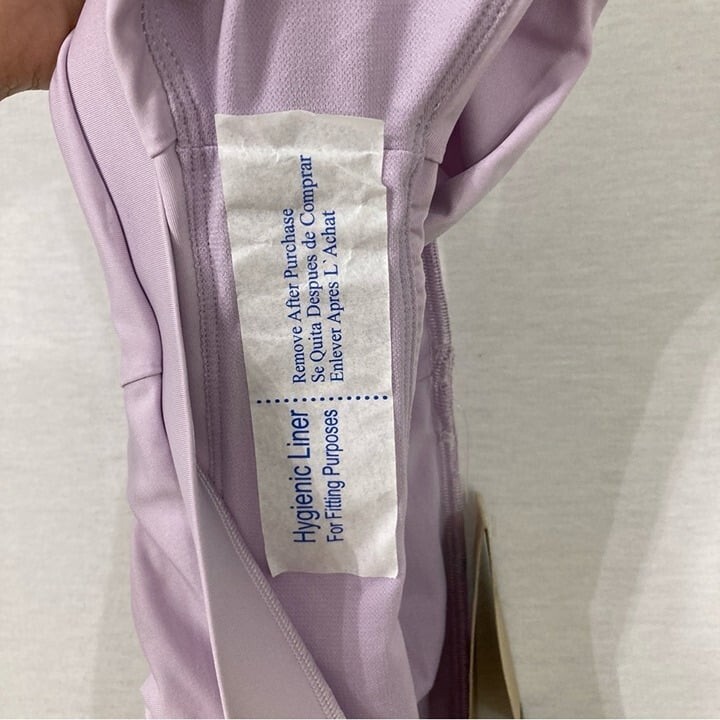 Hygienic Liner
For Fitting Purposes
Remove After Purchase
Se Quita Despues de Comprar
Enlever Apres L`Achat